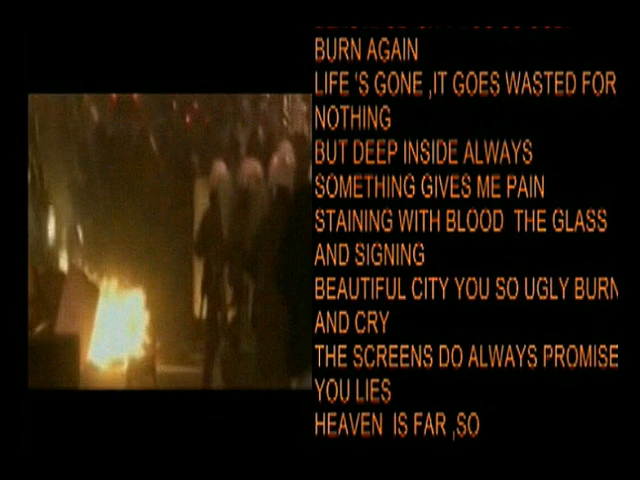 BURN AGAIN
LIFE 'S GONE ,IT GOES WASTED FOR
NOTHING
BUT DEEP INSIDE ALWAYS
SOMETHING GIVES ME PAIN
STAINING WITH BLOOD THE GLASS
AND SIGNING
BEAUTIFUL CITY YOU SO UGLY BURN
AND CRY
THE SCREENS DO ALWAYS PROMISE
YOU LIES
HEAVEN IS FAR ,SO